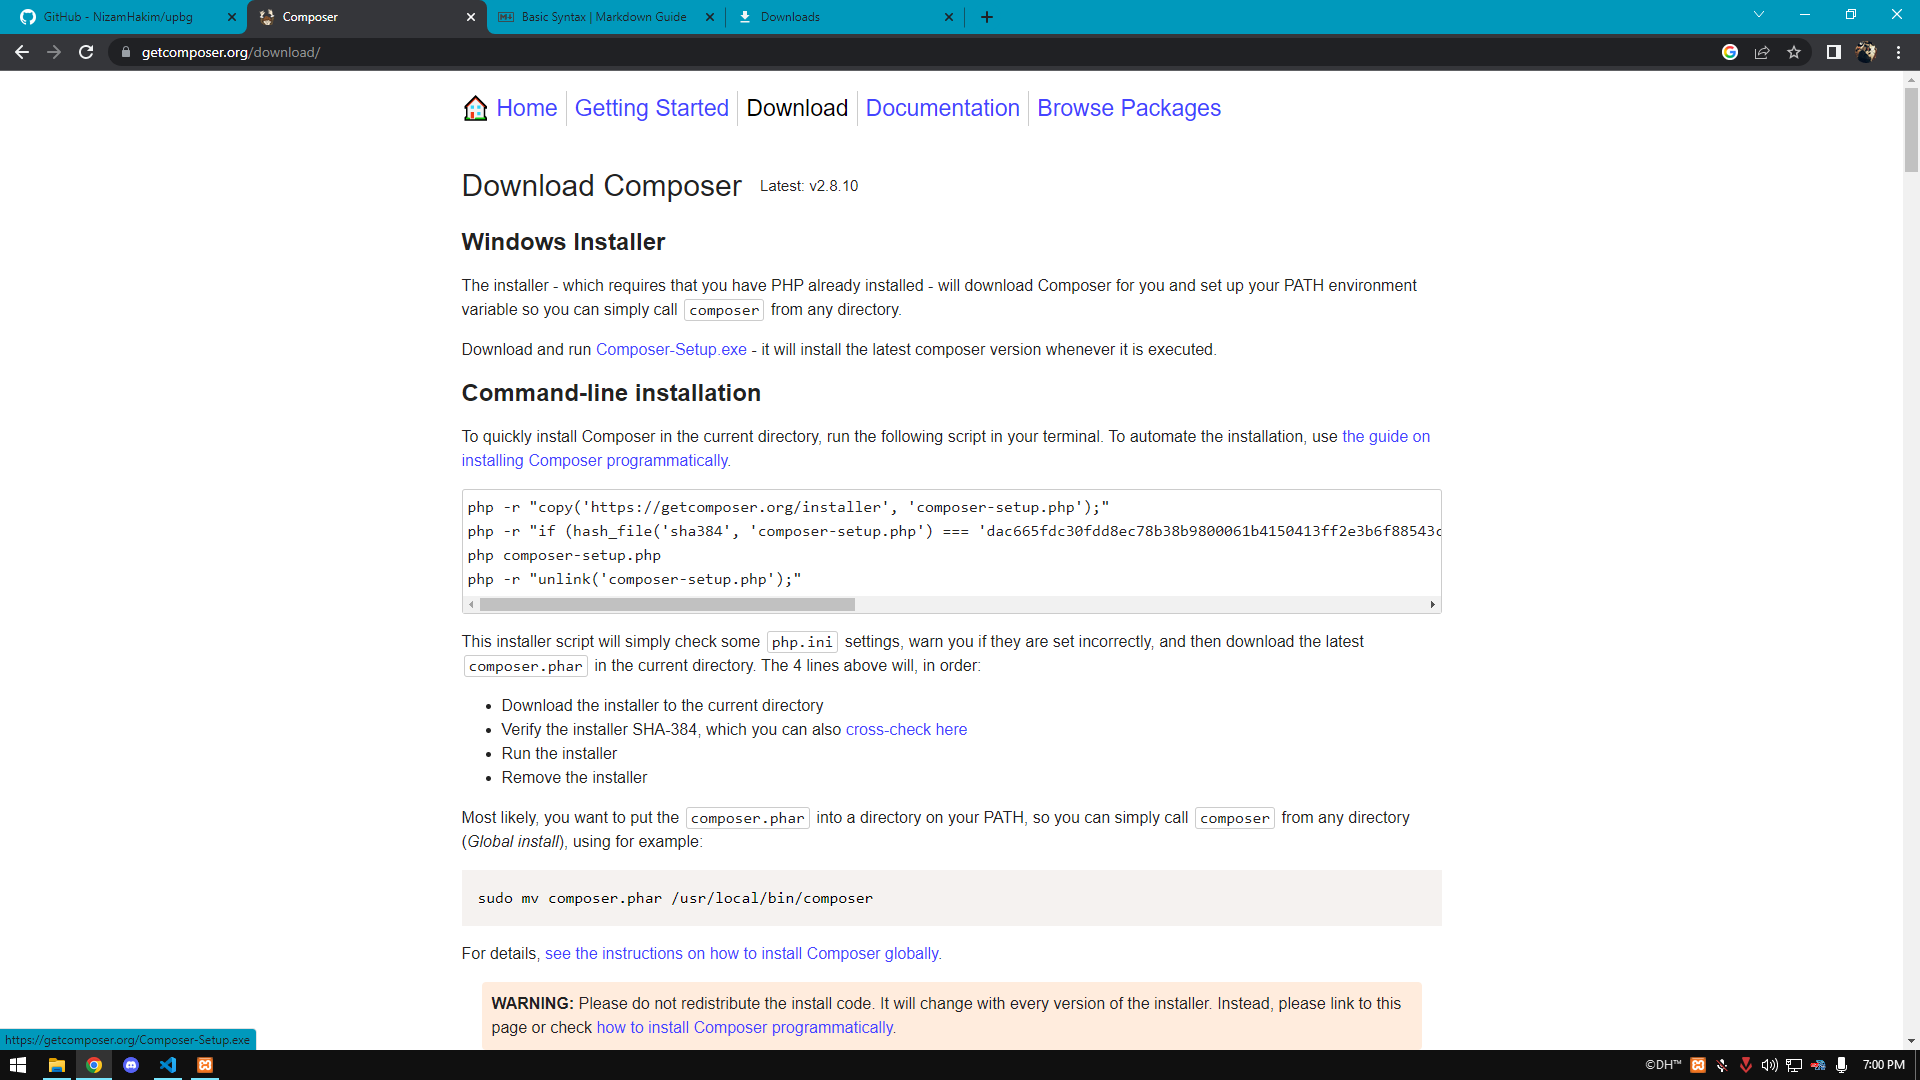 GitHub - NizamHakim/upbg
Composer
Basic Syntax | Markdown Guide
Downloads
getcomposer.org/download/
Home
Getting Started
Download
Documentation
Browse Packages
Download Composer Latest: v2.8.10
Windows Installer
The installer - which requires that you have PHP already installed - will download Composer for you and set up your PATH environment
variable so you can simply call composer from any directory.
Download and run Composer-Setup.exe - it will install the latest composer version whenever it is executed.
Command-line installation
To quickly install Composer in the current directory, run the following script in your terminal. To automate the installation, use the guide on
installing Composer programmatically.
php -r "copy('https://getcomposer.org/installer', 'composer-setup.php');"
php -r "if (hash_file('sha384', 'composer-setup.php') === 'dac665fdc30fdd8ec78b38b9800061b4150413ff2e3b6f88543c
php composer-setup.php
php -r "unlink('composer-setup.php');"
This installer script will simply check some php.ini settings, warn you if they are set incorrectly, and then download the latest
composer.phar in the current directory. The 4 lines above will, in order:
• Download the installer to the current directory
• Verify the installer SHA-384, which you can also cross-check here
• Run the installer
• Remove the installer
Most likely, you want to put the composer.phar into a directory on your PATH, so you can simply call composer from any directory
(Global install), using for example:
sudo mv composer.phar /usr/local/bin/composer
For details, see the instructions on how to install Composer globally.
WARNING: Please do not redistribute the install code. It will change with every version of the installer. Instead, please link to this
page or check how to install Composer programmatically.
https://getcomposer.org/Composer-Setup.exe
©DH™
7:00 PM